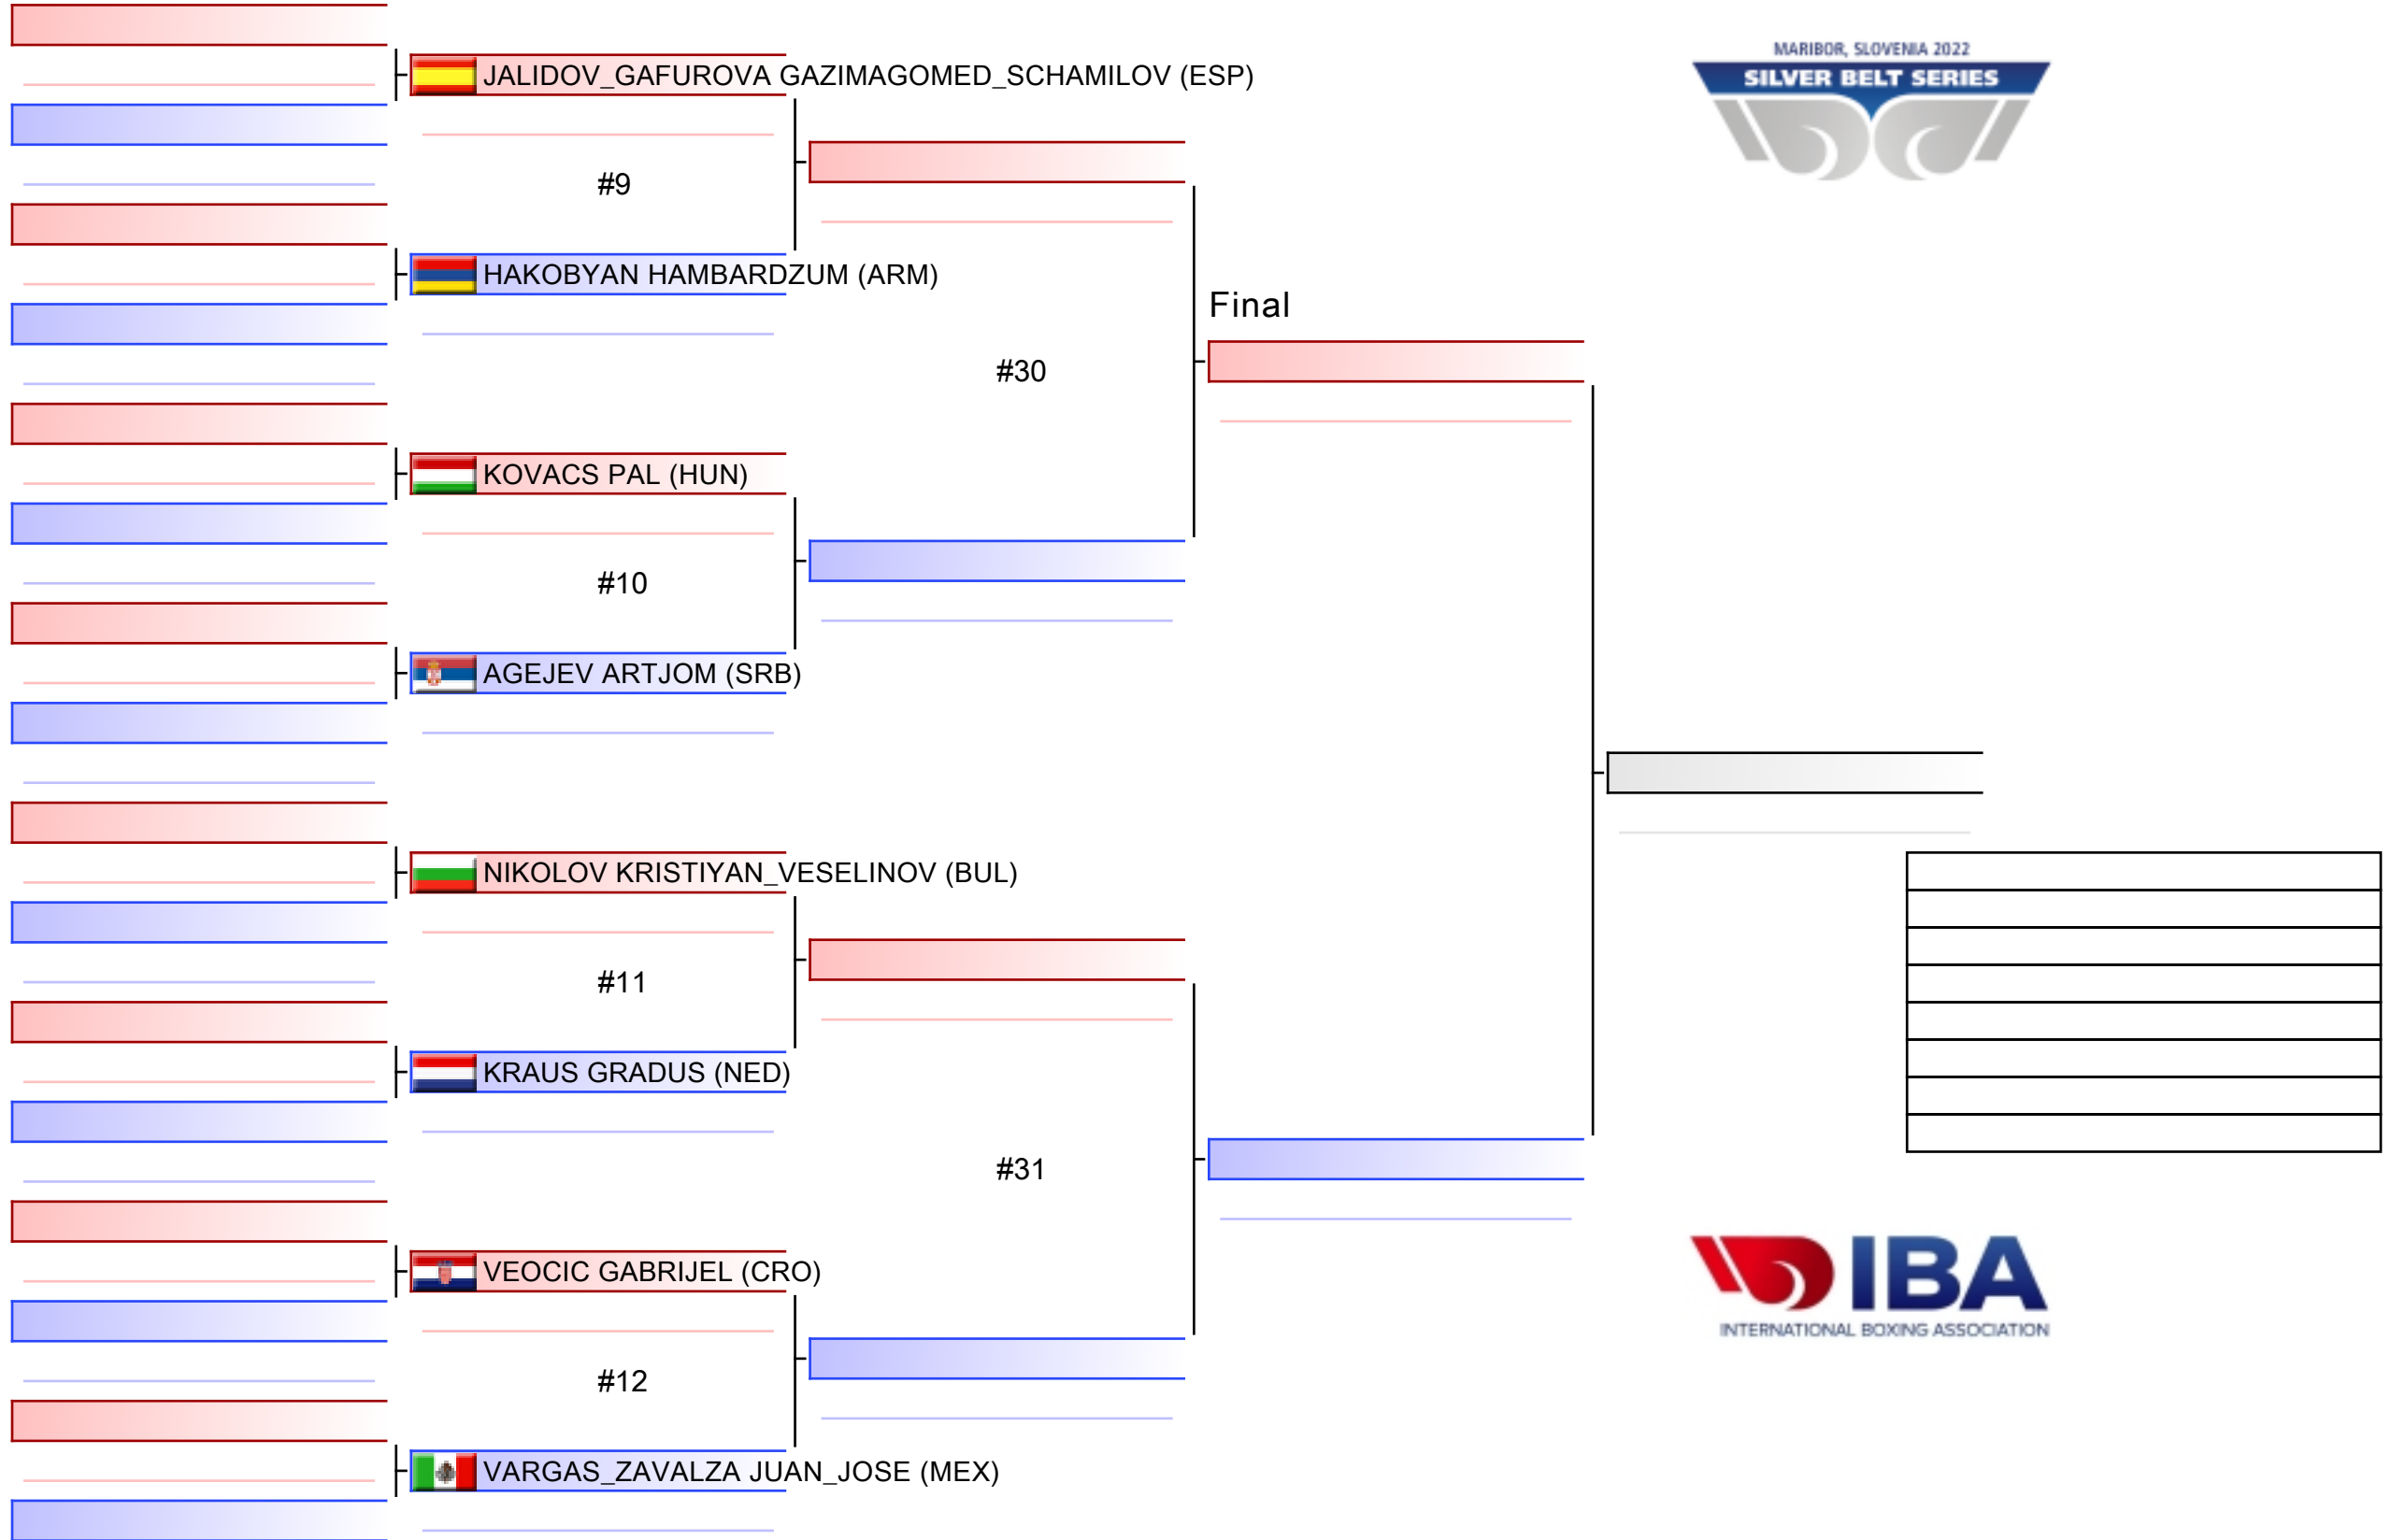 MARIBOR, SLOVENIA 2022
SILVER BELT SERIES
JALIDOV_GAFUROVA GAZIMAGOMED_SCHAMILOV (ESP)
#9
HAKOBYAN HAMBARDZUM (ARM)
Final
#30
KOVACS PAL (HUN)
#10
AGEJEV ARTJOM (SRB)
NIKOLOV KRISTIYAN_VESELINOV (BUL)
#11
KRAUS GRADUS (NED)
#31
VEOCIC GABRIJEL (CRO)
IBA
INTERNATIONAL BOXING ASSOCIATION
#12
VARGAS_ZAVALZA JUAN_JOSE (MEX)